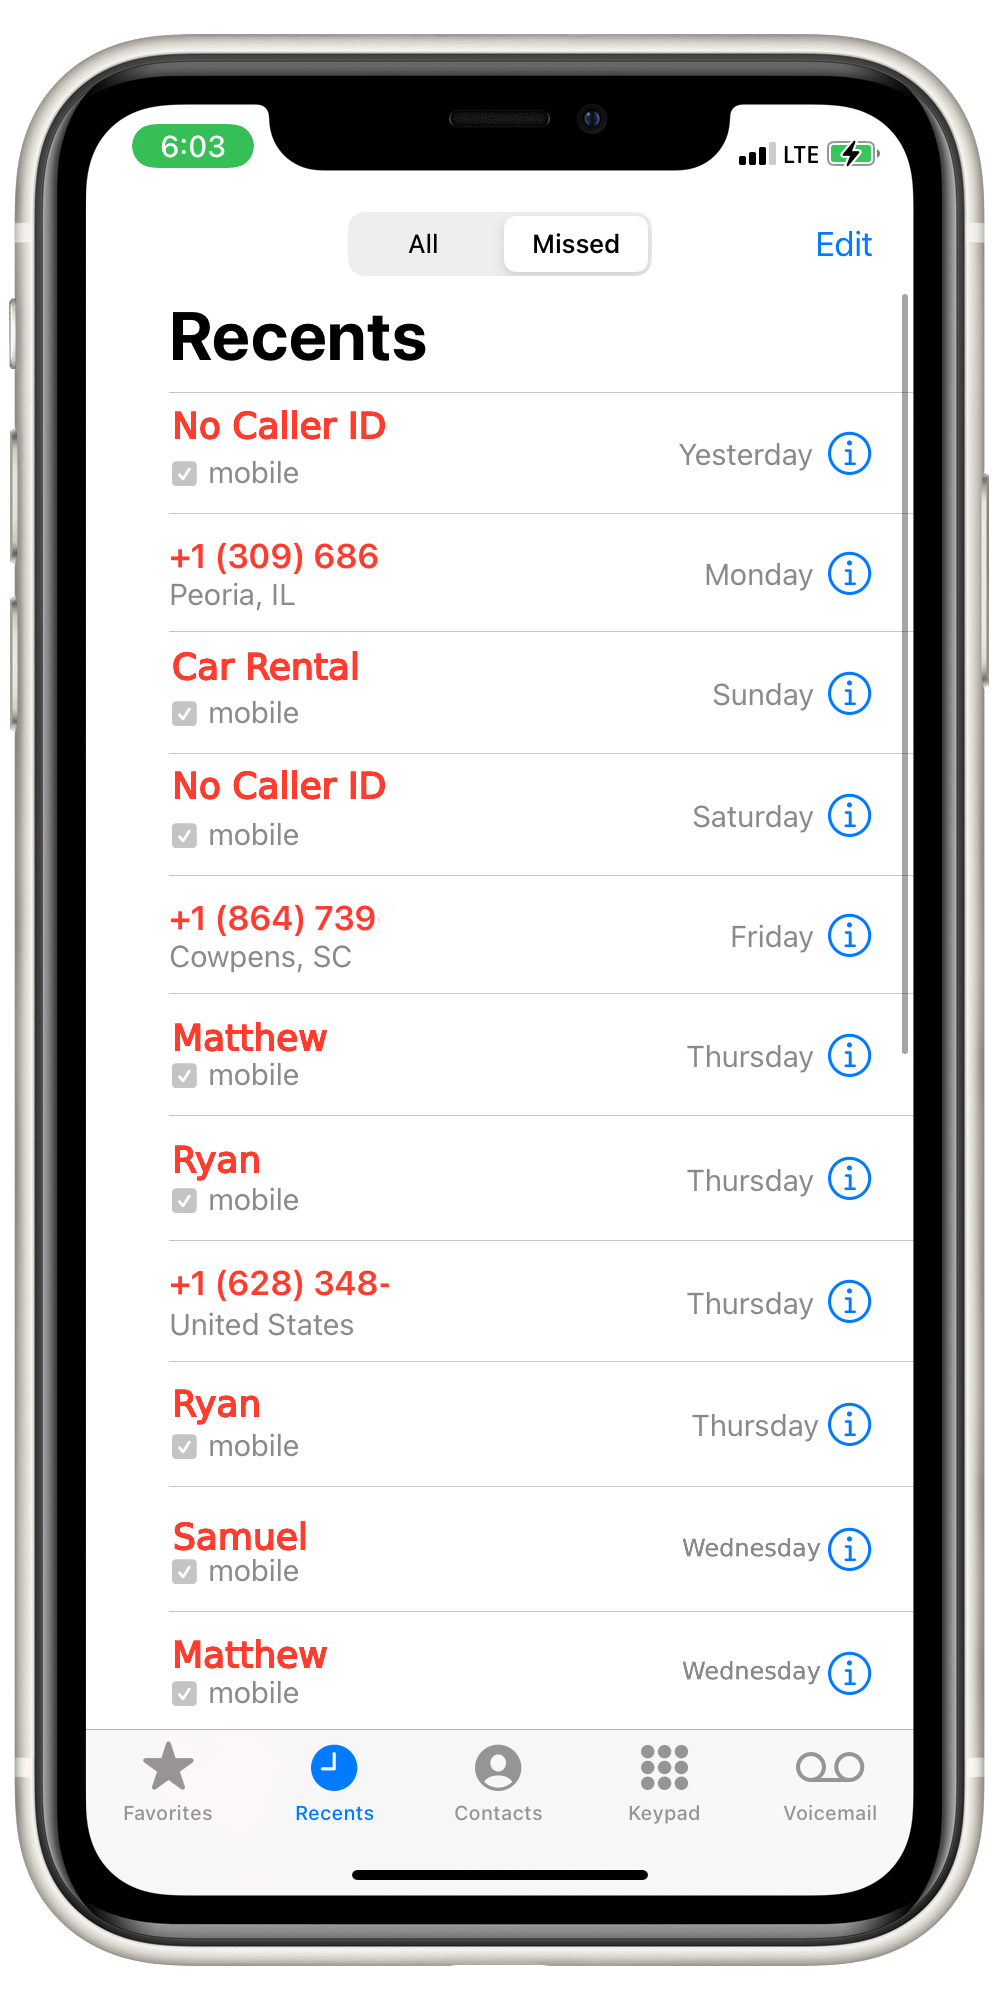 6:03
LTE
All
Missed
Edit
Recents
No Caller ID
mobile
Yesterday
+1 (309) 686
Peoria, IL
Monday
Car Rental
mobile
Sunday
No Caller ID
mobile
Saturday
+1 (864) 739
Cowpens, SC
Friday
Matthew
mobile
Thursday
Ryan
mobile
Thursday
+1 (628) 348-
United States
Thursday
Ryan
mobile
Thursday
Samuel
mobile
Wednesday
Matthew
mobile
Wednesday
Favorites
Recents
Contacts
Keypad
Voicemail